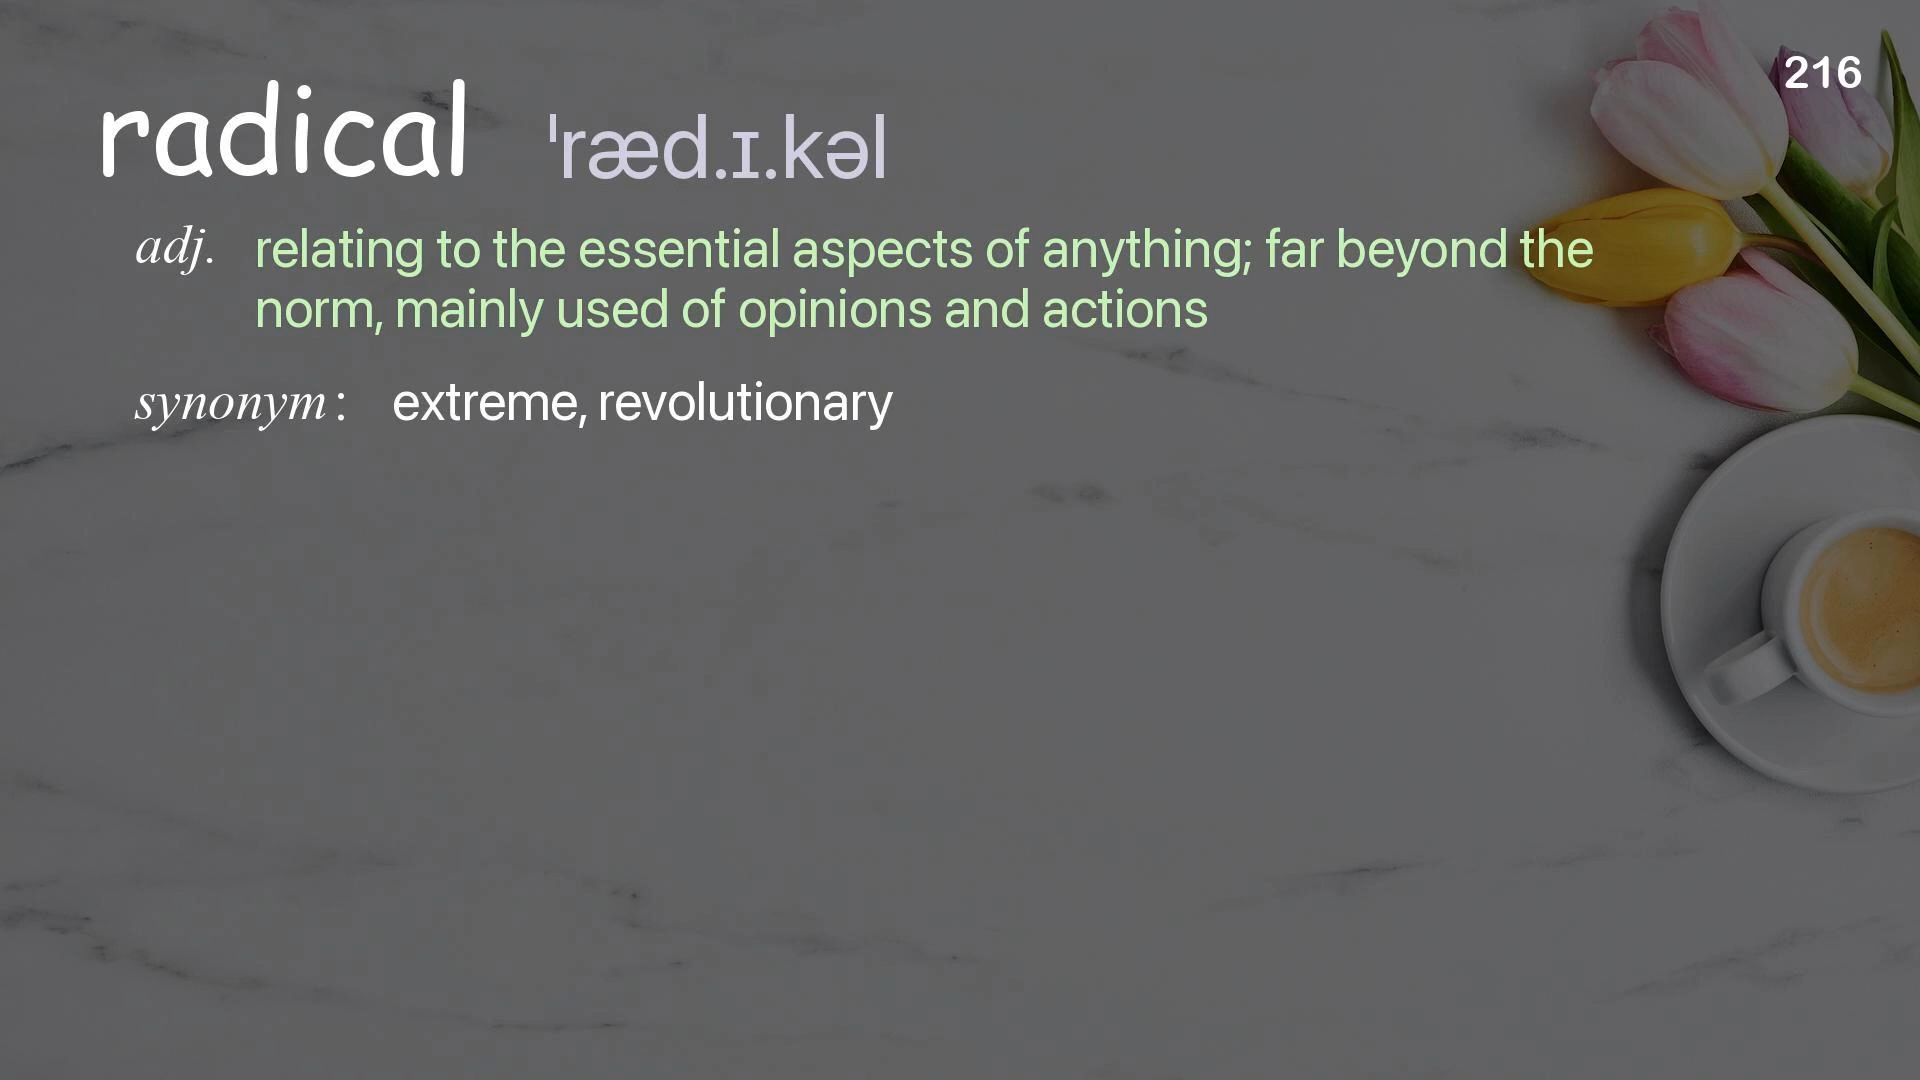 216
radical ˈræd.ɪ.kəl
adj. relating to the essential aspects of anything; far beyond the
norm, mainly used of opinions and actions
synonym : extreme, revolutionary